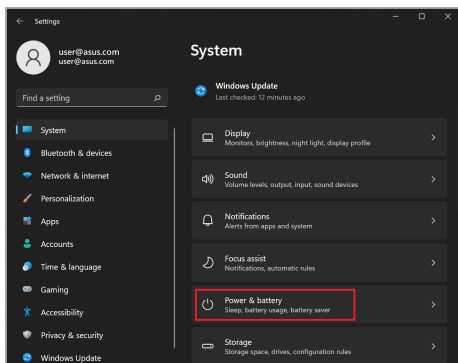 Settings
user@asus.com
user@asus.com
Find a setting
System
Bluetooth & devices
Network & internet
Personalization
Apps
Accounts
Time & language
Gaming
Accessibility
Privacy & security
Windows Update
System
Windows Update
Last checked: 12 minutes ago
Display
Monitors, brightness, night light, display profile
Sound
Volume levels, output, input, sound devices
Notifications
Alerts from apps and system
Focus assist
Notifications, automatic rules
Power & battery
Sleep, battery usage, battery saver
Storage
Storage space, drives, configuration rules